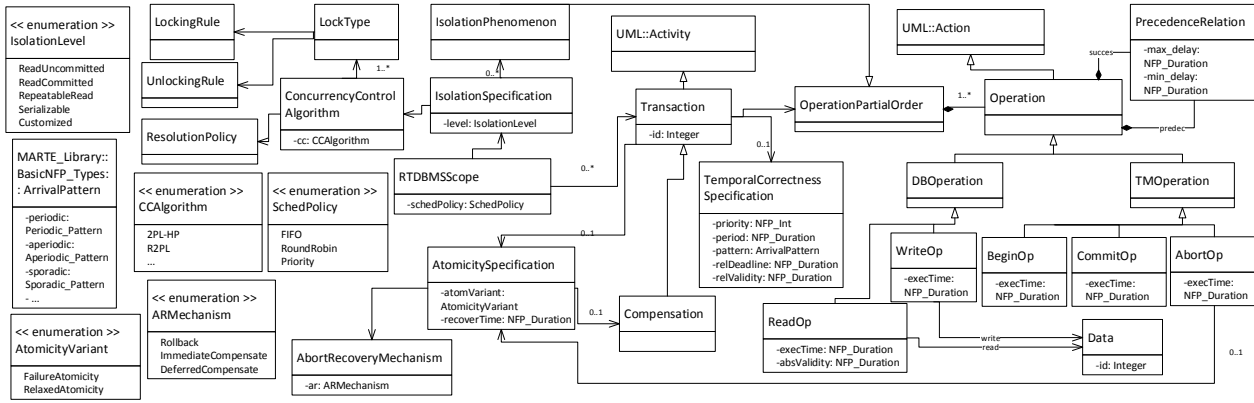 << enumeration >>
IsolationLevel
ReadUncommitted
ReadCommitted
RepeatableRead
Serializable
Customized
MARTE_Library::
BasicNFP_Types:
: ArrivalPattern
-periodic:
Periodic_Pattern
-aperiodic:
Aperiodic_Pattern
-sporadic:
Sporadic_Pattern
- ...
<< enumeration >>
AtomicityVariant
FailureAtomicity
RelaxedAtomicity
LockingRule
UnlockingRule
ResolutionPolicy
LockType
1..*
ConcurrencyControl
Algorithm
-cc: CCAlgorithm
<< enumeration >>
CCAlgorithm
2PL-HP
R2PL
...
<< enumeration >>
SchedPolicy
FIFO
RoundRobin
Priority
<< enumeration >>
ARMechanism
Rollback
ImmediateCompensate
DeferredCompensate
IsolationPhenomenon
0..*
IsolationSpecification
-level: IsolationLevel
RTDBMSScope
-schedPolicy: SchedPolicy
0..*
0..1
AtomicitySpecification
-atomVariant:
AtomicityVariant
-recoverTime: NFP_Duration
0..1
AbortRecoveryMechanism
-ar: ARMechanism
UML::Activity
Transaction
-id: Integer
0..1
Compensation
TemporalCorrectness
Specification
-priority: NFP_Int
-period: NFP_Duration
-pattern: ArrivalPattern
-relDeadline: NFP_Duration
-relValidity: NFP_Duration
OperationPartialOrder
1..*
UML::Action
Operation
succes
predec
PrecedenceRelation
-max_delay:
NFP_Duration
-min_delay:
NFP_Duration
DBOperation
TMOperation
WriteOp
-execTime:
NFP_Duration
BeginOp
-execTime:
NFP_Duration
CommitOp
-execTime:
NFP_Duration
AbortOp
-execTime:
NFP_Duration
ReadOp
-execTime: NFP_Duration
-absValidity: NFP_Duration
write
read
Data
-id: Integer
0..1